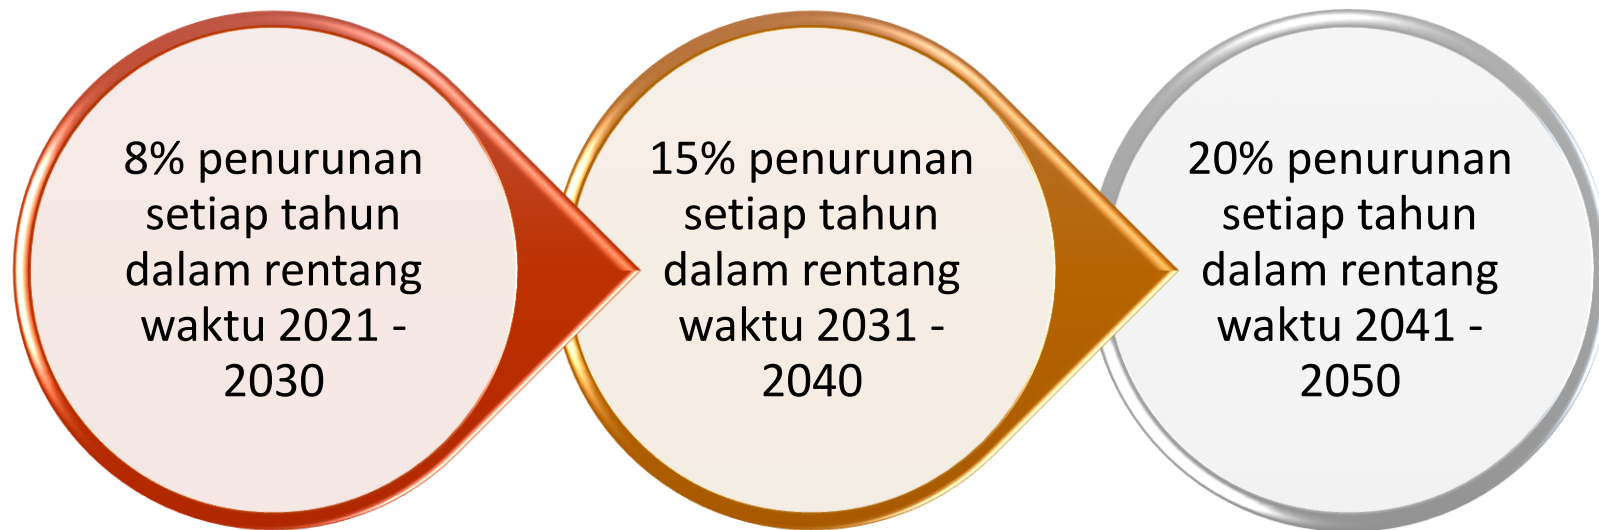 8% penurunan
setiap tahun
dalam rentang
waktu 2021 -
2030
15% penurunan
setiap tahun
dalam rentang
waktu 2031 -
2040
20% penurunan
setiap tahun
dalam rentang
waktu 2041 -
2050